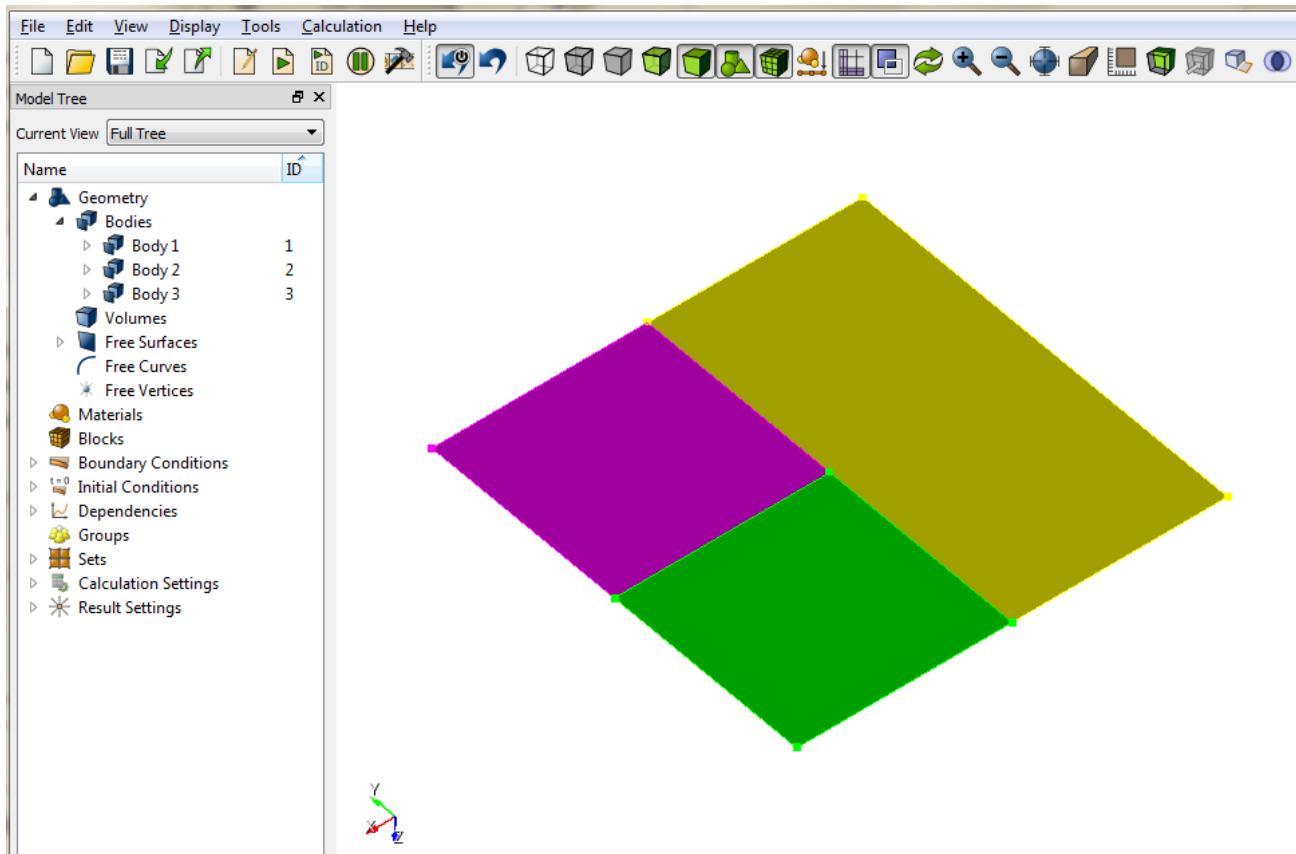 File Edit View Display Tools Calculation Help
ID
Model Tree
Current View Full Tree
Name ID
Geometry
Bodies
Body 1 1
Body 2 2
Body 3 3
Volumes
Free Surfaces
Free Curves
Free Vertices
Materials
Blocks
Boundary Conditions
t=0
Initial Conditions
Dependencies
Groups
Sets
Calculation Settings
Result Settings
Y
X
Z